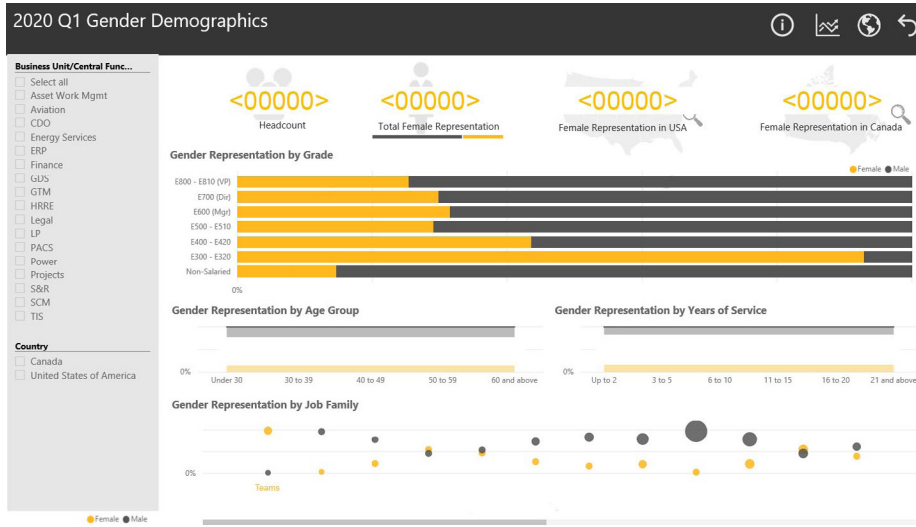 2020 Q1 Gender Demographics
Business Unit/Central Func...
Select all
Asset Work Mgmt
Aviation
CDO
Energy Services
ERP
Finance
GDS
GTM
HRRE
Legal
LP
PACS
Power
Projects
S&R
SCM
TIS
Country
Canada
United States of America
Female Male
<00000>
Headcount
<00000>
Total Female Representation
<00000>
Female Representation in USA
<00000>
Female Representation in Canada
Gender Representation by Grade
Female Male
E800 - E810 (VP)
E700 (Dir)
E600 (Mgr)
E500 - E510
E400 - E420
E300 - E320
Non-Salaried
0%
Gender Representation by Age Group
0%
Under 30 30 to 39 40 to 49 50 to 59 60 and above
Gender Representation by Years of Service
0%
Up to 2 3 to 5 6 to 10 11 to 15 16 to 20 21 and above
Gender Representation by Job Family
0%
Teams